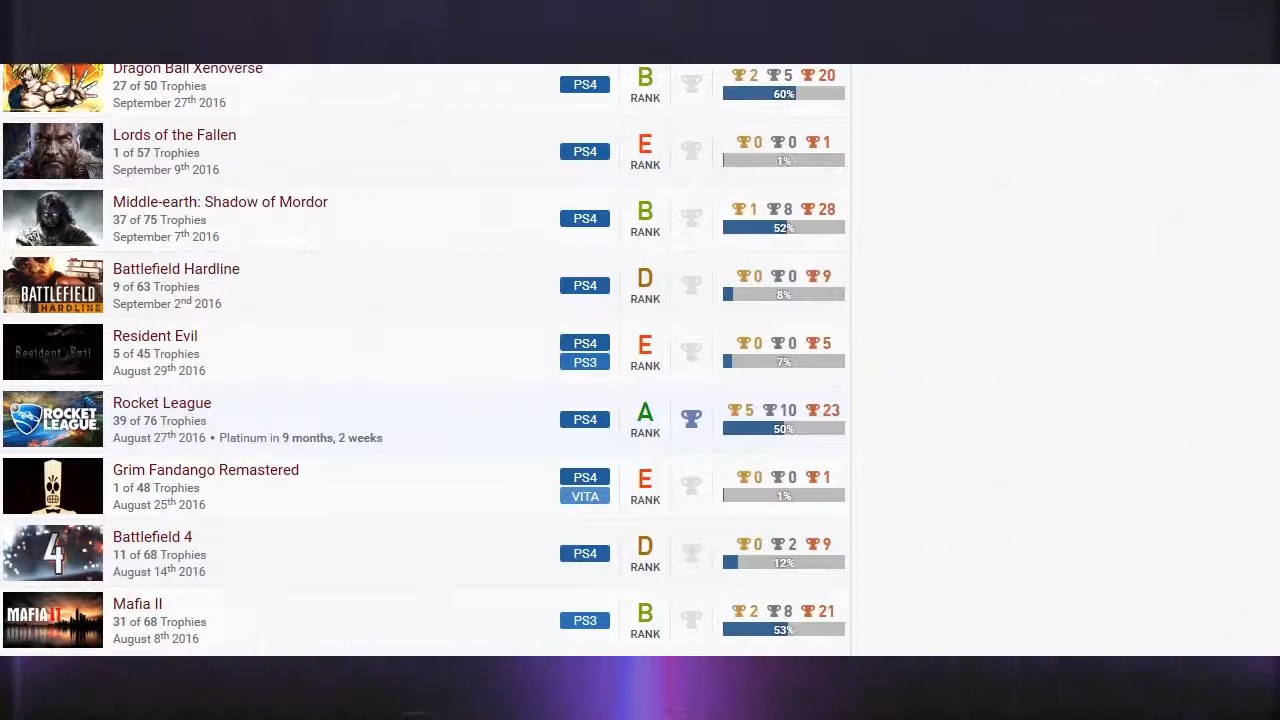 Dragon Ball Xenoverse
27 of 50 Trophies
September 27th 2016
PS4
B
RANK
2 5 20
60%
Lords of the Fallen
1 of 57 Trophies
September 9th 2016
PS4
E
RANK
0 0 1
1%
Middle-earth: Shadow of Mordor
37 of 75 Trophies
September 7th 2016
PS4
B
RANK
1 8 28
52%
BATTLEFIELD
HARDLINE
Battlefield Hardline
9 of 63 Trophies
September 2nd 2016
PS4
D
RANK
0 0 9
8%
Resident Evil
Resident Evil
5 of 45 Trophies
August 29th 2016
PS4
PS3
E
RANK
0 0 5
7%
ROCKET
LEAGUE
Rocket League
39 of 76 Trophies
August 27th 2016 • Platinum in 9 months, 2 weeks
PS4
A
RANK
5 10 23
50%
Grim Fandango Remastered
1 of 48 Trophies
August 25th 2016
PS4
VITA
E
RANK
0 0 1
1%
4
Battlefield 4
11 of 68 Trophies
August 14th 2016
PS4
D
RANK
0 2 9
12%
MAFIA II
Mafia II
31 of 68 Trophies
August 8th 2016
PS3
B
RANK
2 8 21
53%